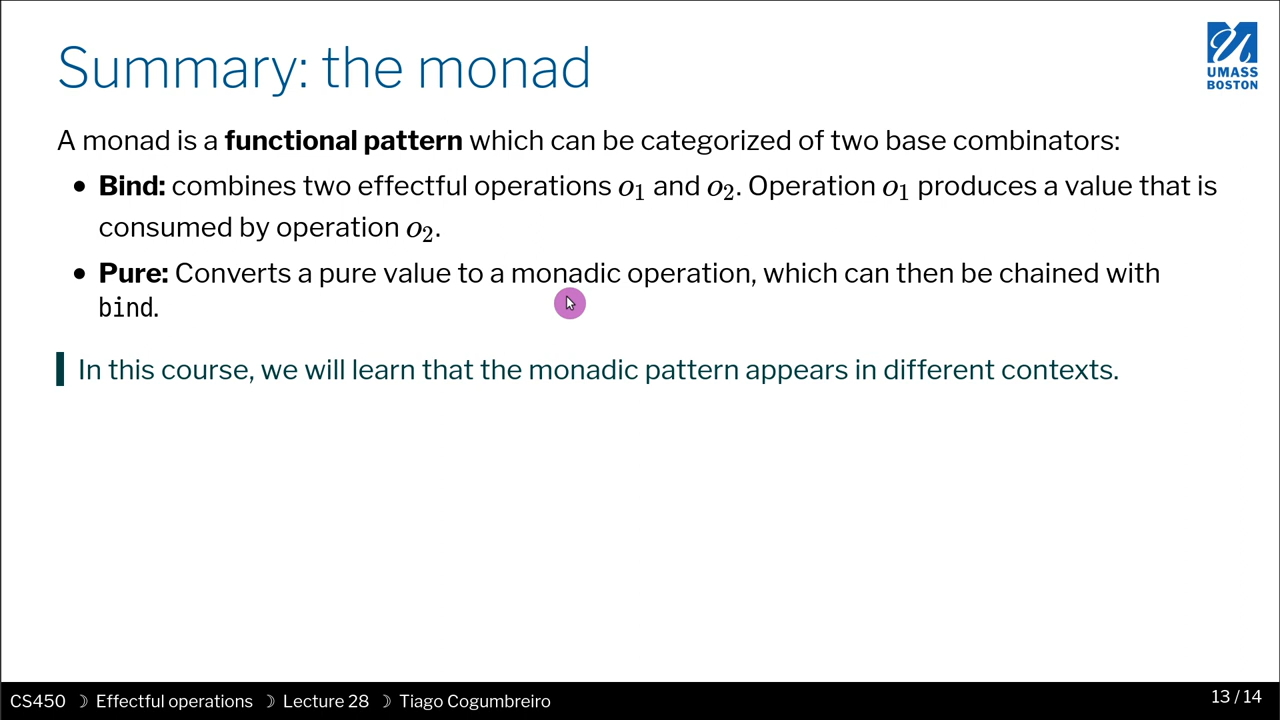 Summary: the monad
UMASS
BOSTON
A monad is a functional pattern which can be categorized of two base combinators:
• Bind: combines two effectful operations o₁ and o₂. Operation o₁ produces a value that is
consumed by operation o₂.
• Pure: Converts a pure value to a monadic operation, which can then be chained with
bind.
In this course, we will learn that the monadic pattern appears in different contexts.
CS450 ☽ Effectful operations ☽ Lecture 28 ☽ Tiago Cogumbreiro
13 / 14